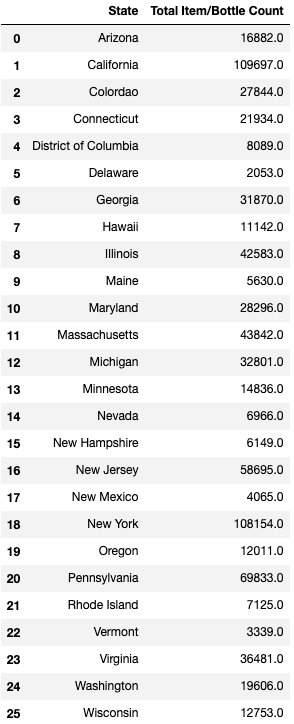 State Total Item/Bottle Count
0 Arizona 16882.0
1 California 109697.0
2 Colordao 27844.0
3 Connecticut 21934.0
4 District of Columbia 8089.0
5 Delaware 2053.0
6 Georgia 31870.0
7 Hawaii 11142.0
8 Illinois 42583.0
9 Maine 5630.0
10 Maryland 28296.0
11 Massachusetts 43842.0
12 Michigan 32801.0
13 Minnesota 14836.0
14 Nevada 6966.0
15 New Hampshire 6149.0
16 New Jersey 58695.0
17 New Mexico 4065.0
18 New York 108154.0
19 Oregon 12011.0
20 Pennsylvania 69833.0
21 Rhode Island 7125.0
22 Vermont 3339.0
23 Virginia 36481.0
24 Washington 19606.0
25 Wisconsin 12753.0